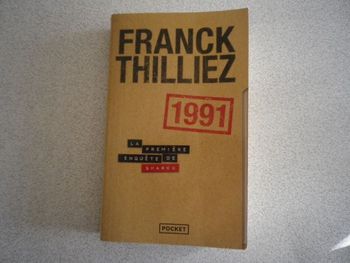 FRANCK
THILLIEZ
1991
LA
PREMIÈRE
ENQUÊTE DE
SHARKO
POCKET